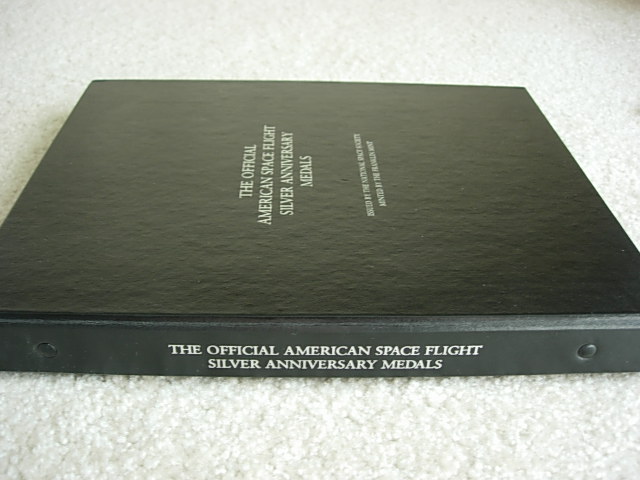 THE OFFICIAL
AMERICAN SPACE FLIGHT
SILVER ANNIVERSARY
MEDALS
ISSUED BY THE NATIONAL SPACE SOCIETY
MINTED BY THE FRANKLIN MINT
THE OFFICIAL AMERICAN SPACE FLIGHT
SILVER ANNIVERSARY MEDALS